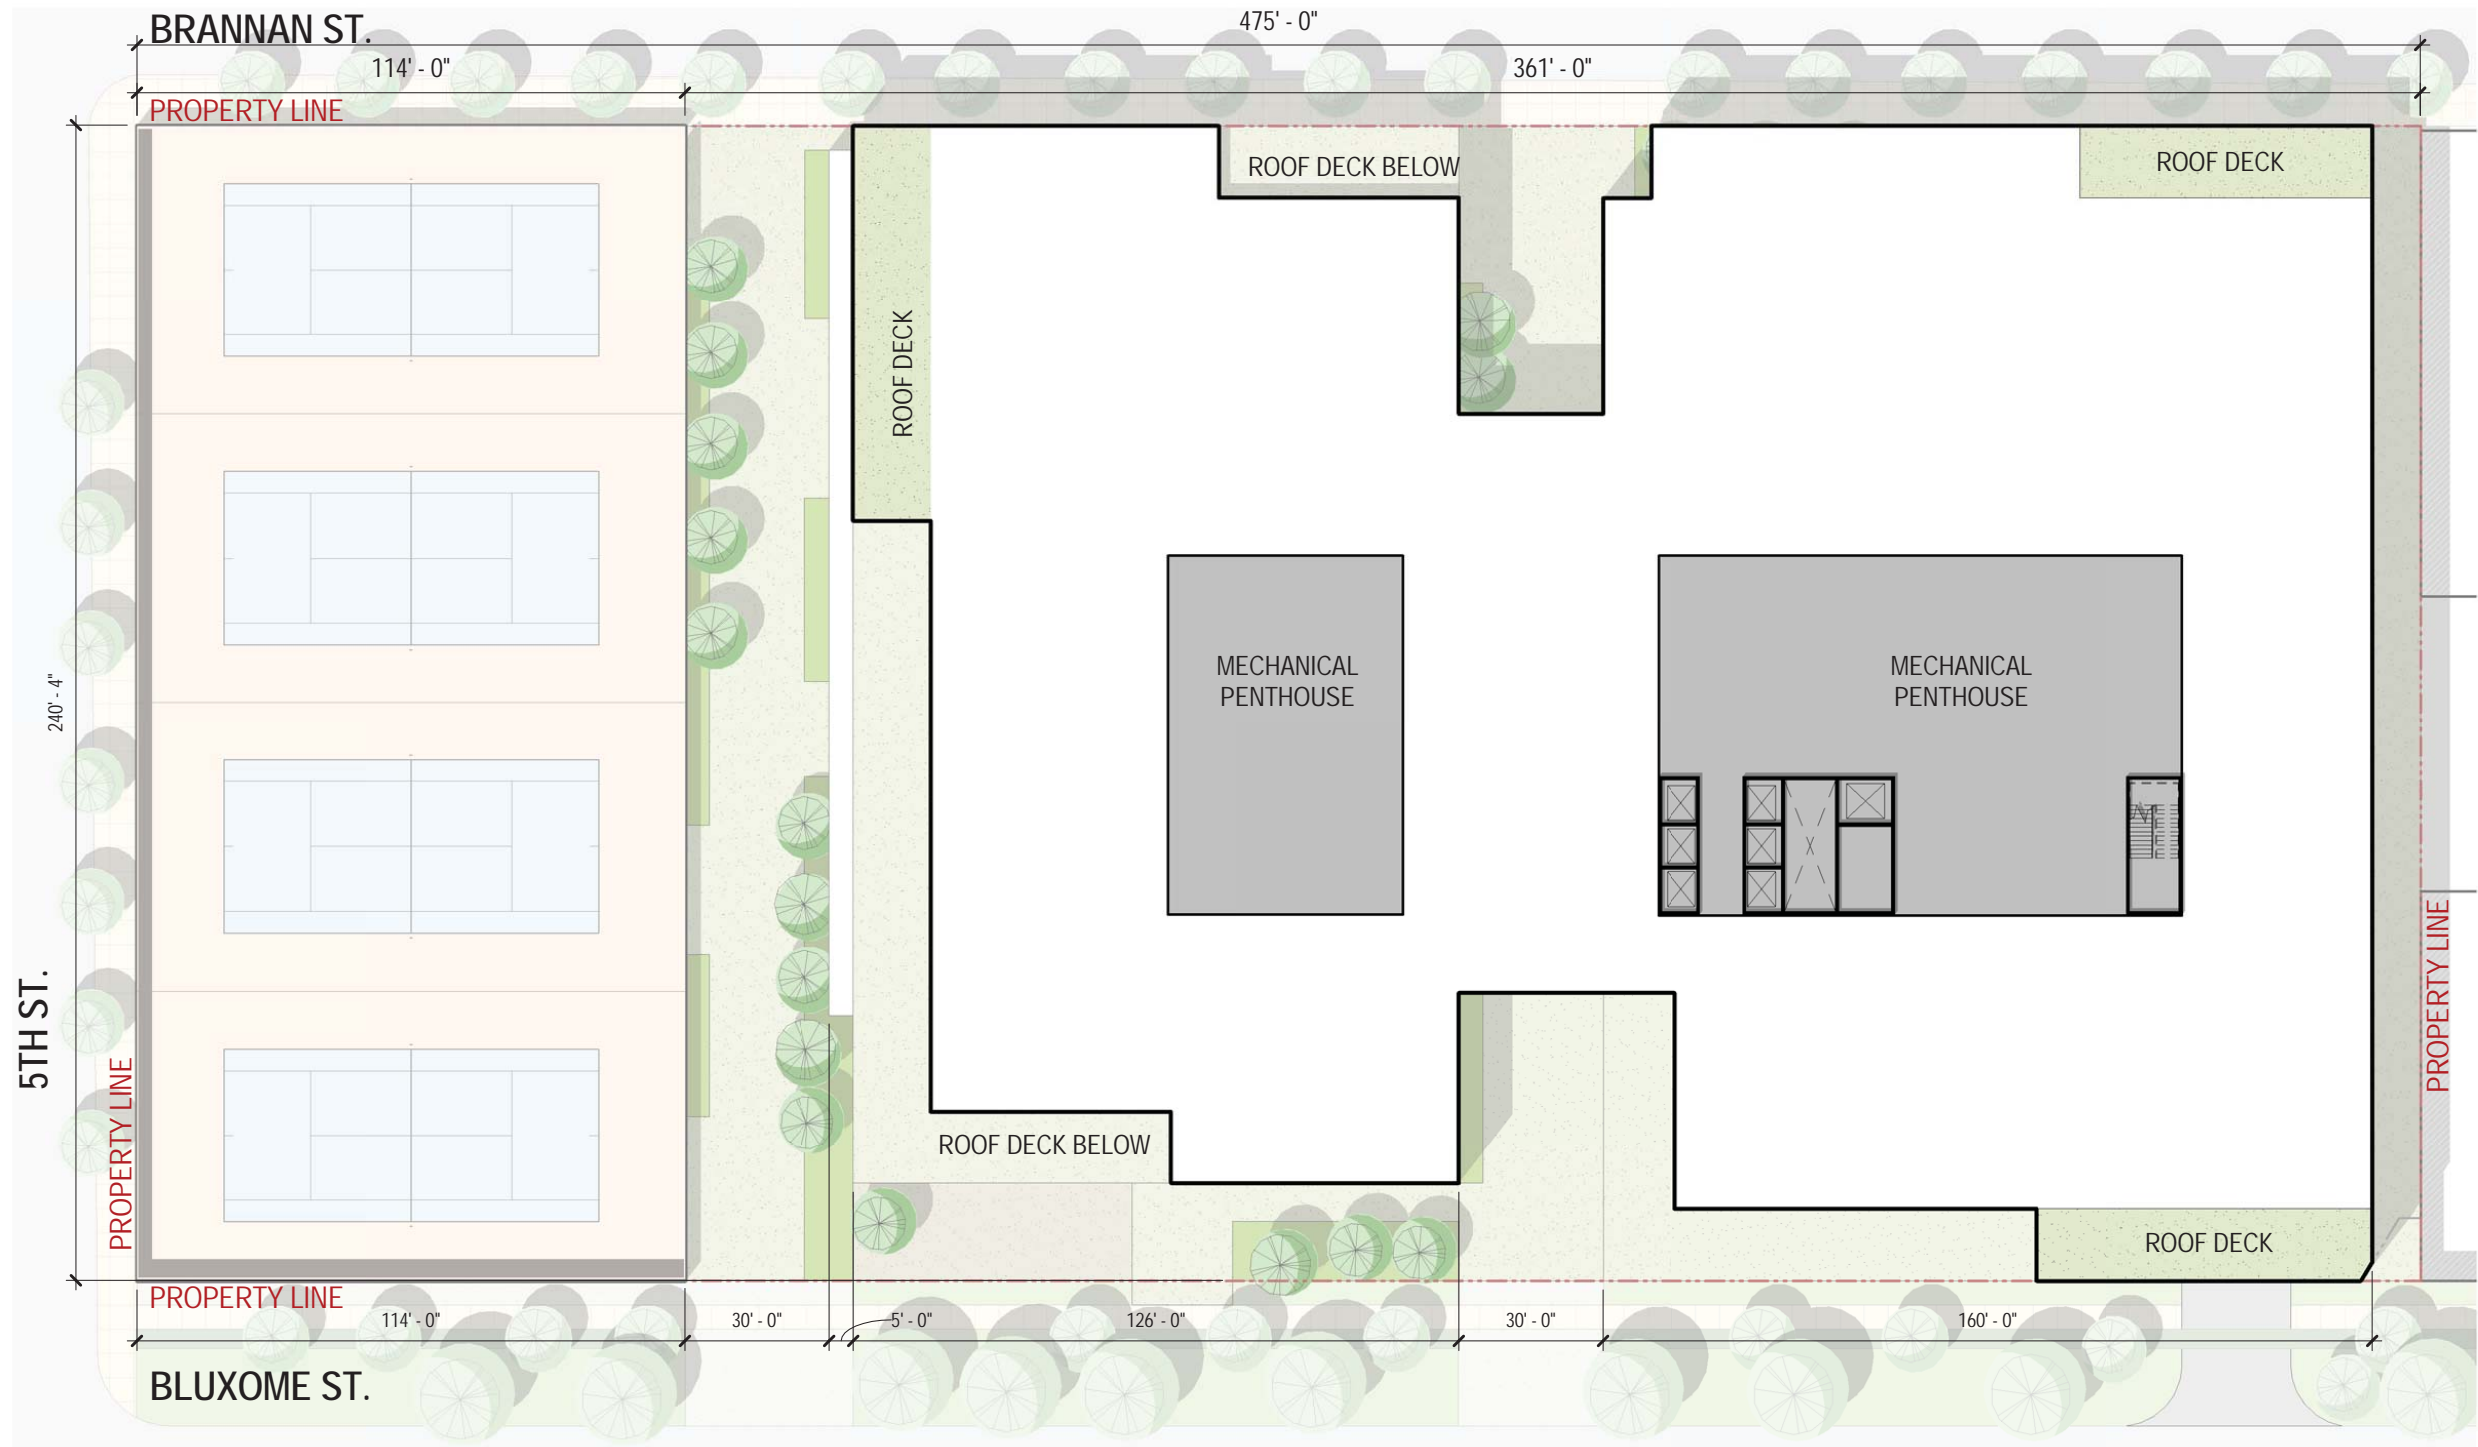 BRANNAN ST.
475' - 0"
114' - 0"
361' - 0"
PROPERTY LINE
ROOF DECK BELOW
ROOF DECK
ROOF DECK
MECHANICAL
PENTHOUSE
MECHANICAL
PENTHOUSE
240' - 4"
5TH ST.
PROPERTY LINE
PROPERTY LINE
ROOF DECK BELOW
ROOF DECK
PROPERTY LINE
114' - 0"
30' - 0"
5' - 0"
126' - 0"
30' - 0"
160' - 0"
BLUXOME ST.